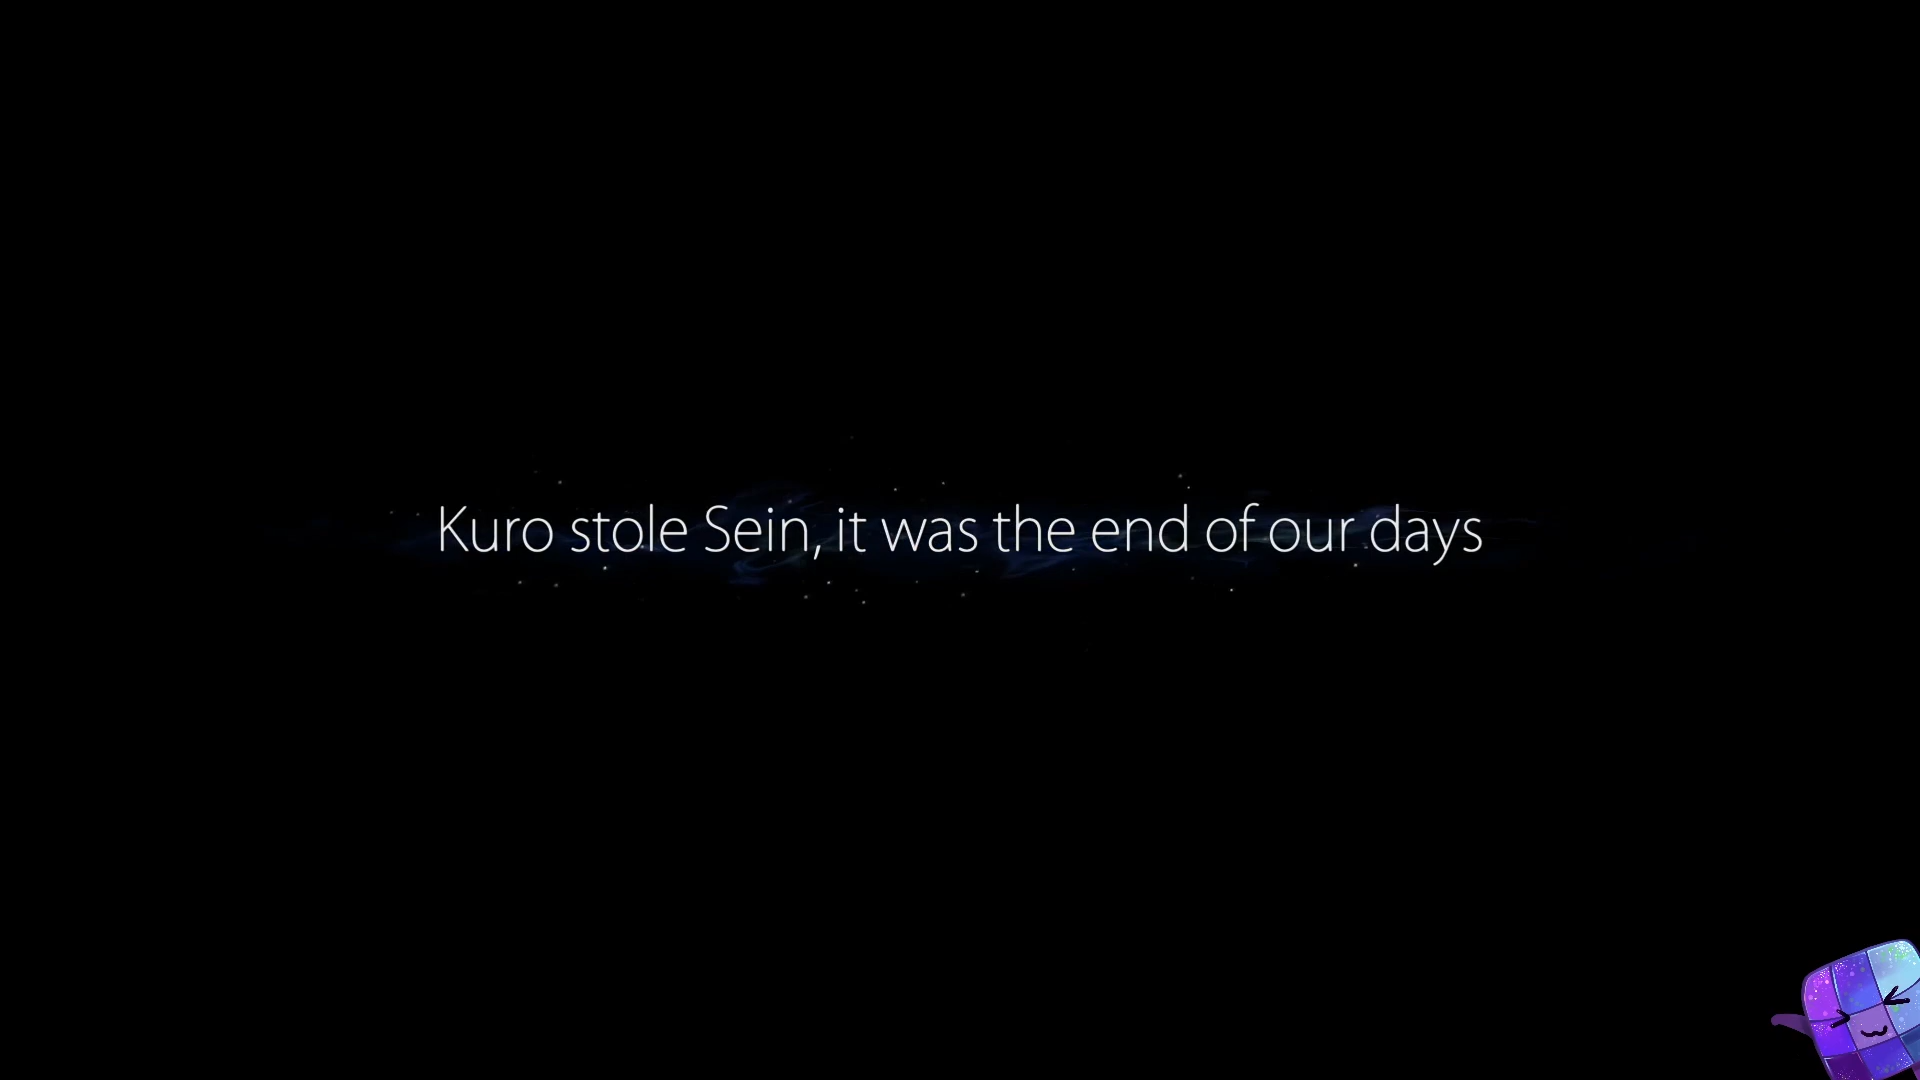 Kuro stole Sein, it was the end of our days